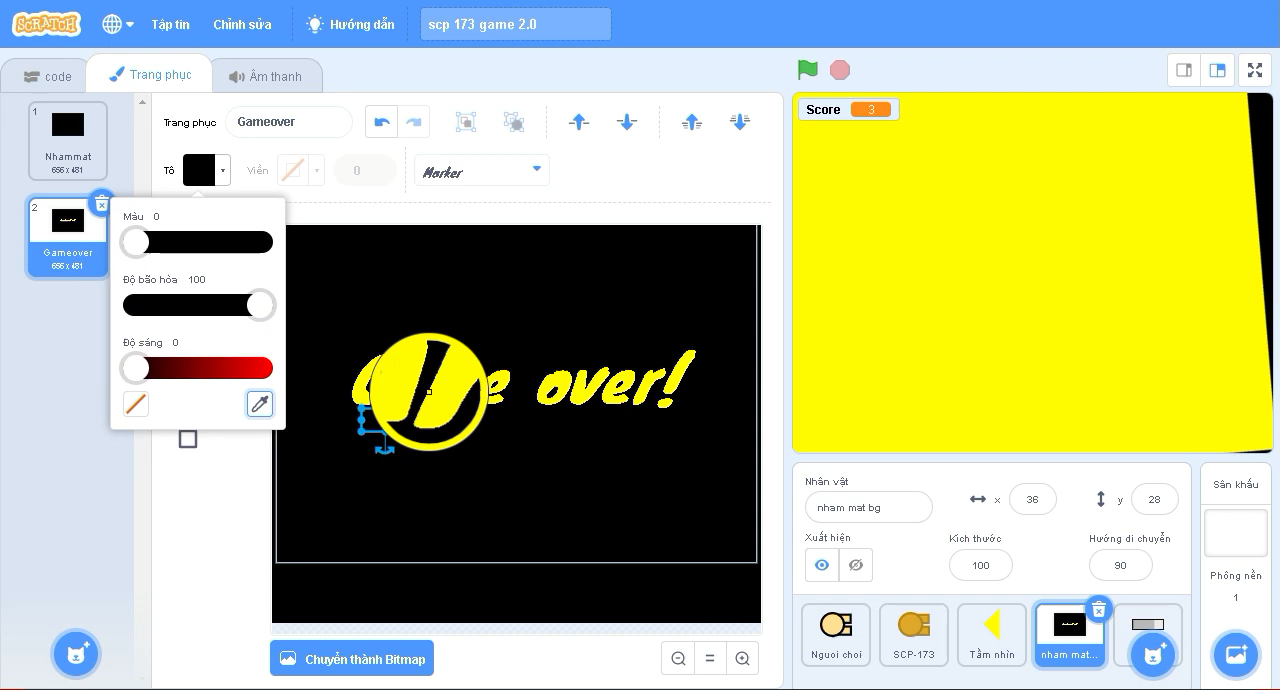 SCRATCH Tập tin Chỉnh sửa Hướng dẫn scp 173 game 2.0
code Trang phục Âm thanh
1
Nhammat
656 x 481
2
Gameover
656 x 481
Trang phục Gameover
Tô Viền 0 Marker
Màu 0
Độ bão hòa 100
Độ sáng 0
e over!
Chuyển thành Bitmap
Score 3
Nhân vật
nham mat bg
x 36 y 28
Xuất hiện
Kích thước
100
Hướng di chuyển
90
Nguoi choi
SCP-173
Tầm nhìn
nham mat...
Sân khấu
Phông nền
1